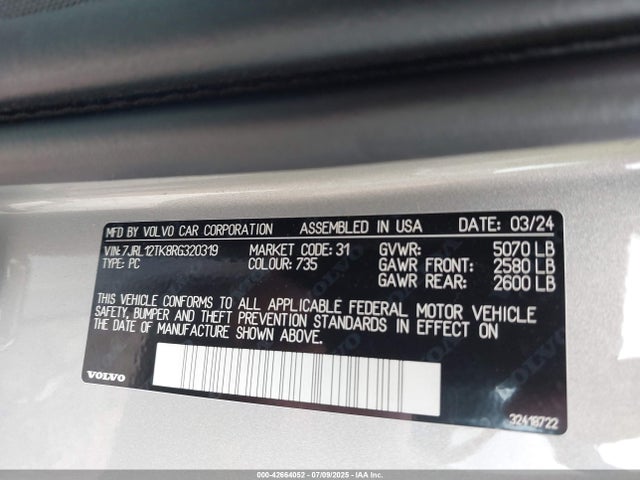 MFD BY VOLVO CAR CORPORATION ASSEMBLED IN USA DATE: 03/24
VIN: 7JRL12TK8RG320319 MARKET CODE: 31 GVWR: 5070 LB
TYPE: PC COLOUR: 735 GAWR FRONT: 2580 LB
GAWR REAR: 2600 LB
THIS VEHICLE CONFORMS TO ALL APPLICABLE FEDERAL MOTOR VEHICLE
SAFETY, BUMPER AND THEFT PREVENTION STANDARDS IN EFFECT ON
THE DATE OF MANUFACTURE SHOWN ABOVE.
VOLVO
32418722
000-42664052 - 07/09/2025 - IAA Inc.